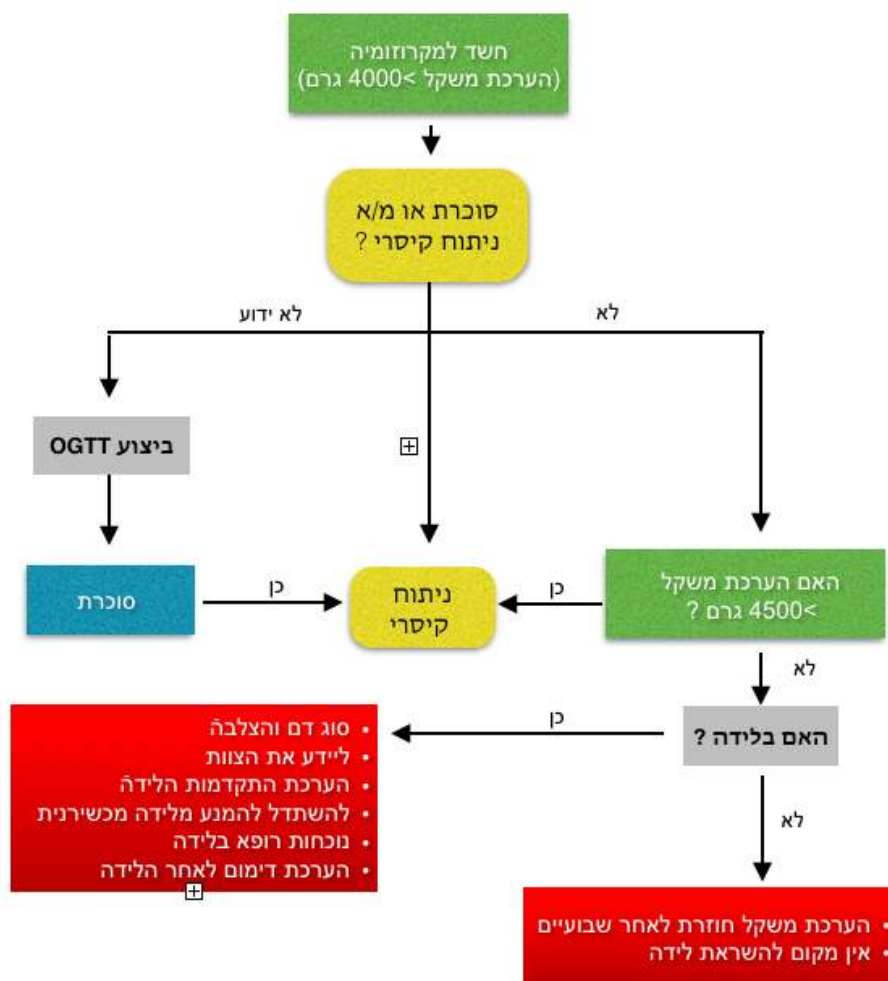 חשד למקרוזומיה
(הערכת משקל >4000 גרם)
סוכרת או מ/א
ניתוח קיסרי ?
לא ידוע
לא
ביצוע OGTT
סוכרת
כן
ניתוח
קיסרי
כן
האם הערכת משקל
>4500 גרם ?
לא
האם בלידה ?
כן
• סוג דם והצלבה
• ליידע את הצוות
• הערכת התקדמות הלידה
• להשתדל להמנע מלידה מכשירנית
• נוכחות רופא בלידה
• הערכת דימום לאחר הלידה
לא
• הערכת משקל חוזרת לאחר שבועיים
• אין מקום להשראת לידה